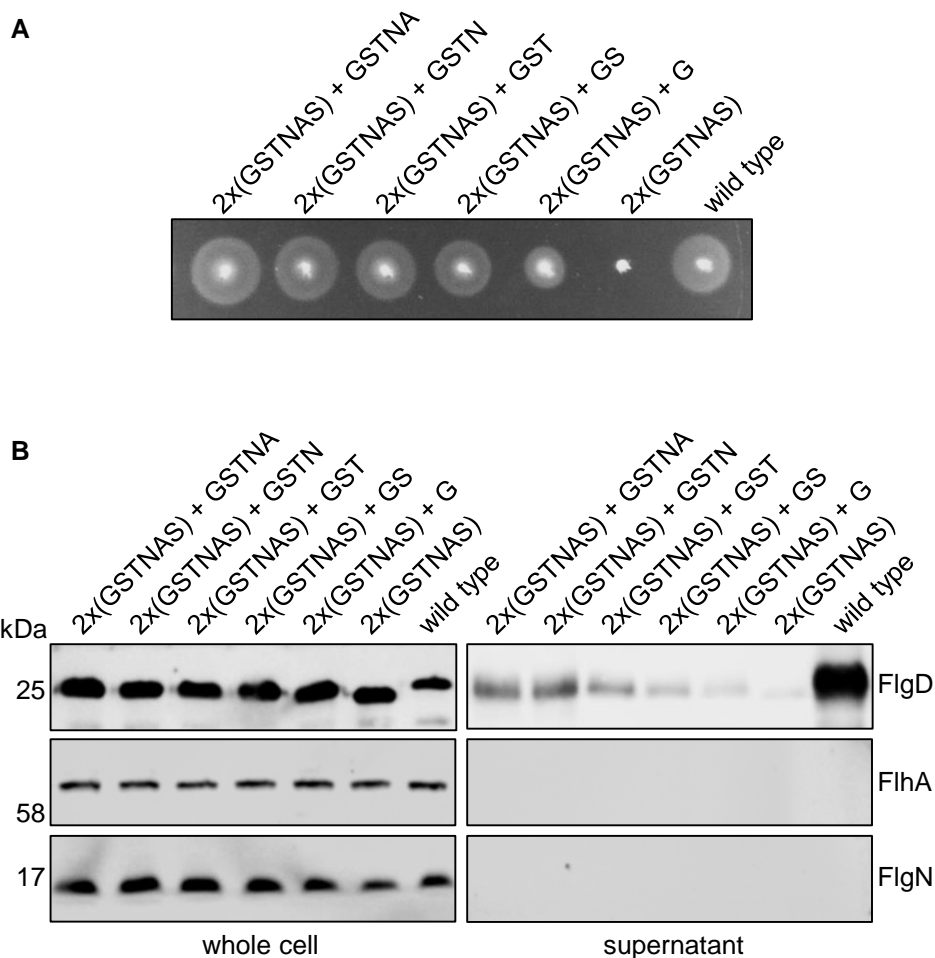 A
2x(GSTNAS) + GSTNA
2x(GSTNAS) + GSTN
2x(GSTNAS) + GST
2x(GSTNAS) + GS
2x(GSTNAS) + G
2x(GSTNAS)
wild type
B
2x(GSTNAS) + GSTNA
2x(GSTNAS) + GSTN
2x(GSTNAS) + GST
2x(GSTNAS) + GS
2x(GSTNAS) + G
2x(GSTNAS)
wild type
2x(GSTNAS) + GSTNA
2x(GSTNAS) + GSTN
2x(GSTNAS) + GST
2x(GSTNAS) + GS
2x(GSTNAS) + G
2x(GSTNAS)
wild type
kDa
25
FlgD
58
FlhA
17
FlgN
whole cell
supernatant